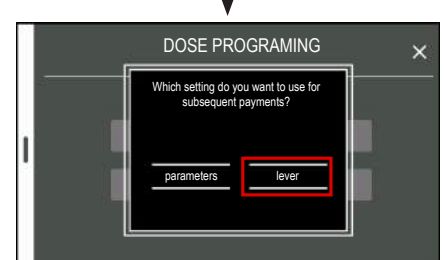 DOSE PROGRAMING
Which setting do you want to use for
subsequent payments?
parameters lever